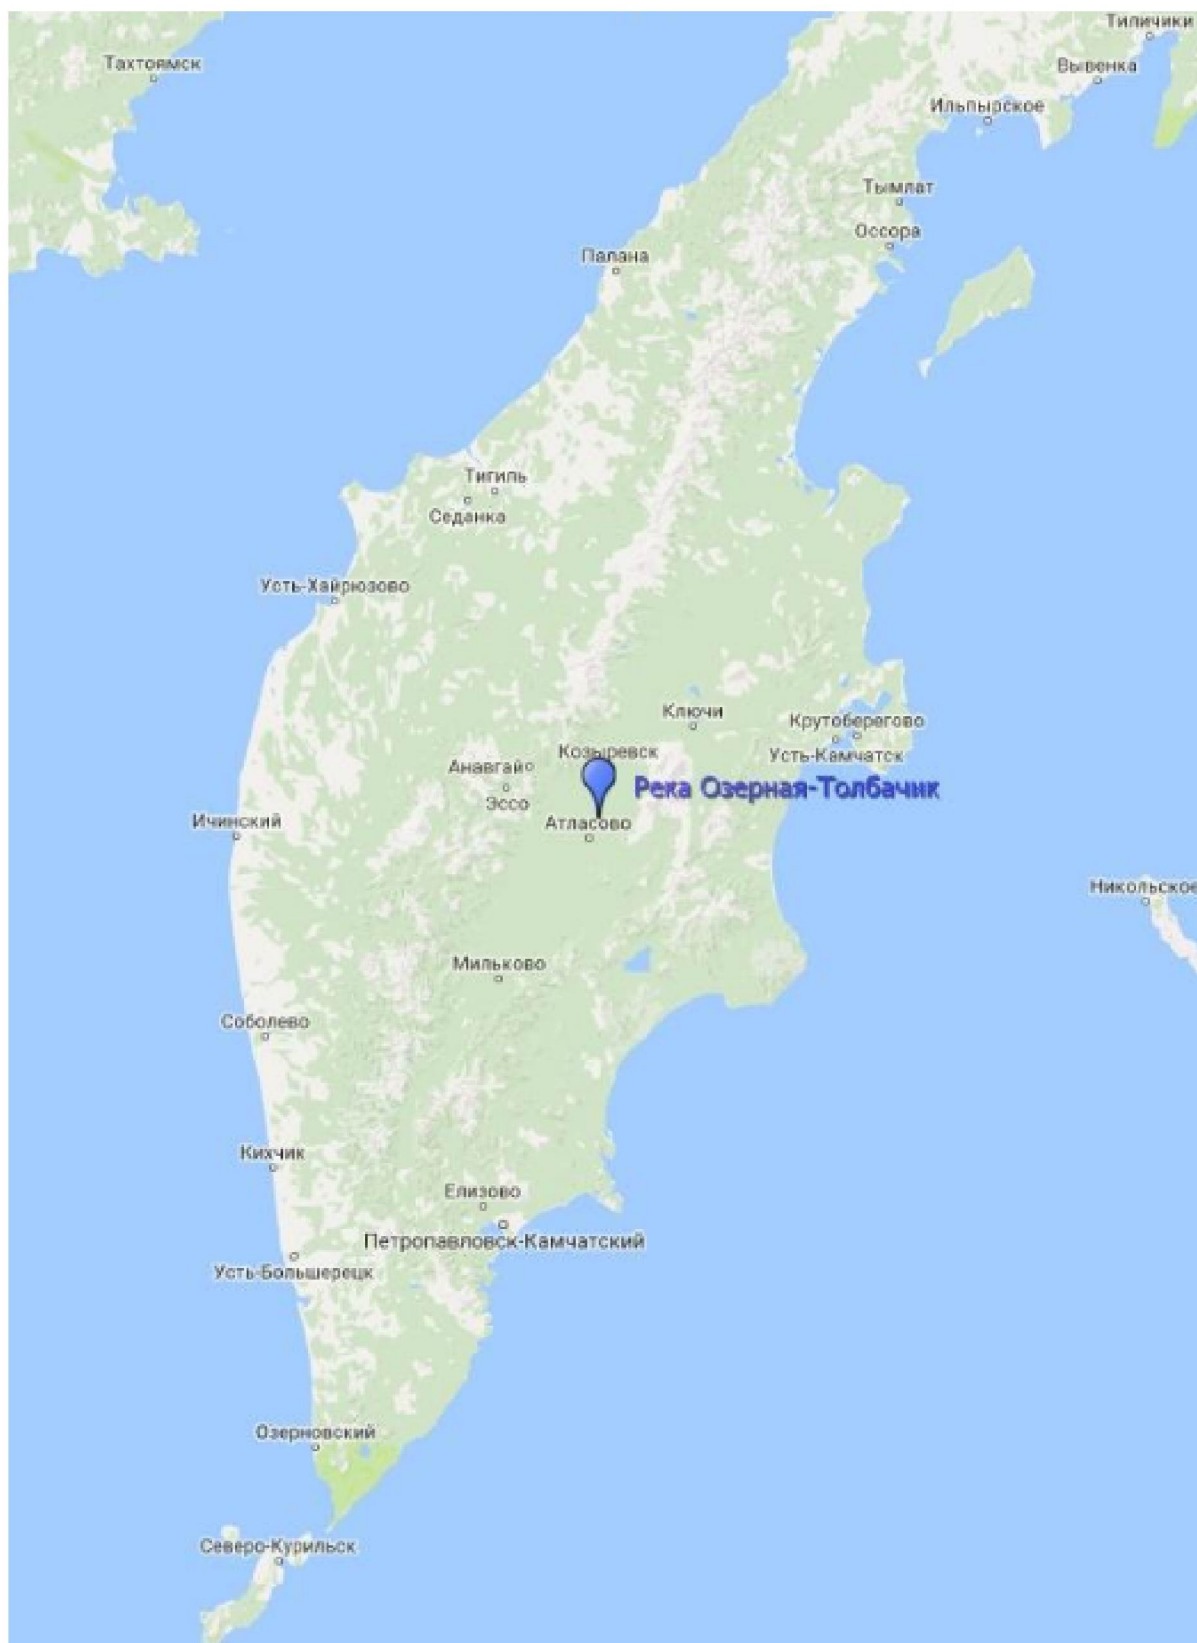 Тиличики
Тахтоямск
Вывенка
Ильпырское
Тымлат
Оссора
Палана
Тигиль
Седанка
Усть-Хайрюзово
Ключи
Крутоберегово
Козыревск
Усть-Камчатск
Анавгай
Река Озерная-Толбачик
Эссо
Ичинский
Атласово
Никольское
Мильково
Соболево
Кихчик
Елизово
Петропавловск-Камчатский
Усть-Большерецк
Озерновский
Северо-Курильск